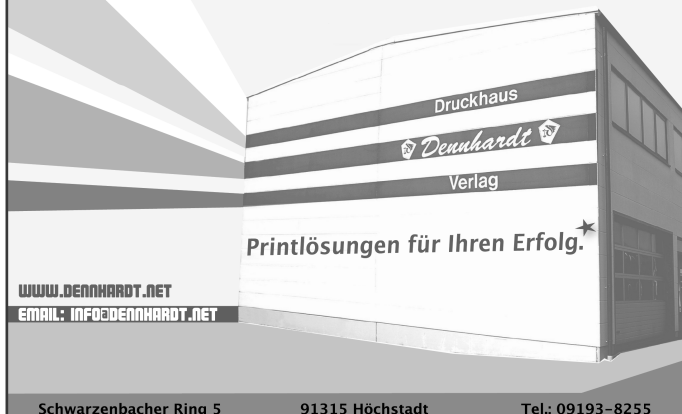 Druckhaus
Dennhardt
Verlag
Printlösungen für Ihren Erfolg.
WWW.DENNHARDT.NET
EMAIL: INFO@DENNHARDT.NET
Schwarzenbacher Ring 5 91315 Höchstadt Tel.: 09193-8255